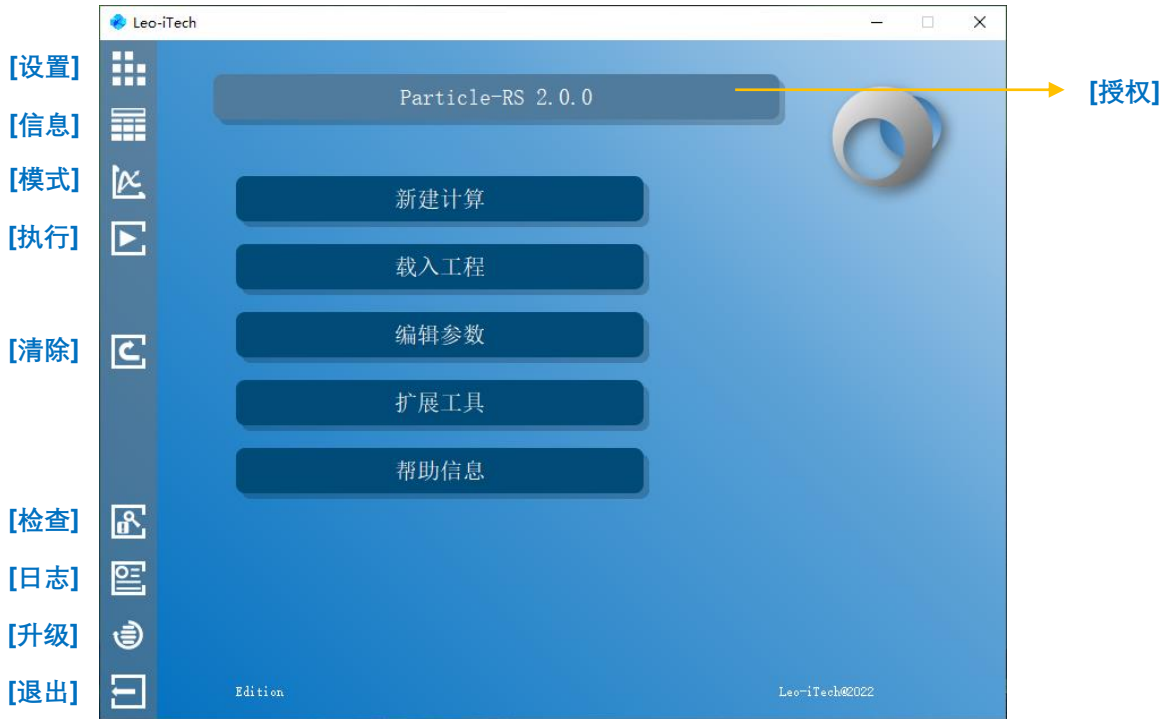 Leo-iTech
[设置]
Particle-RS 2.0.0
[授权]
[信息]
[模式]
新建计算
[执行]
载入工程
编辑参数
[清除]
扩展工具
帮助信息
[检查]
[日志]
[升级]
[退出]
Edition
Leo-iTech@2022